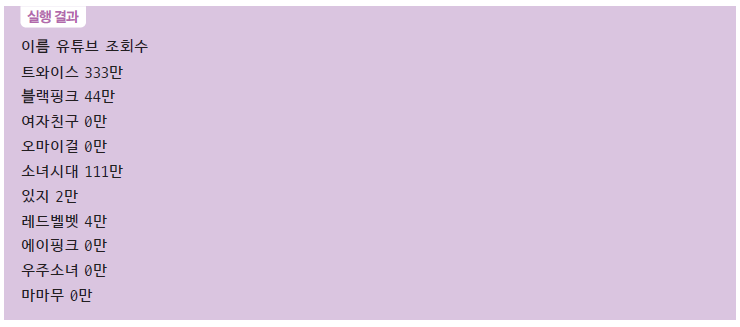 실행 결과
이름 유튜브 조회수
트와이스 333만
블랙핑크 44만
여자친구 0만
오마이걸 0만
소녀시대 111만
있지 2만
레드벨벳 4만
에이핑크 0만
우주소녀 0만
마마무 0만